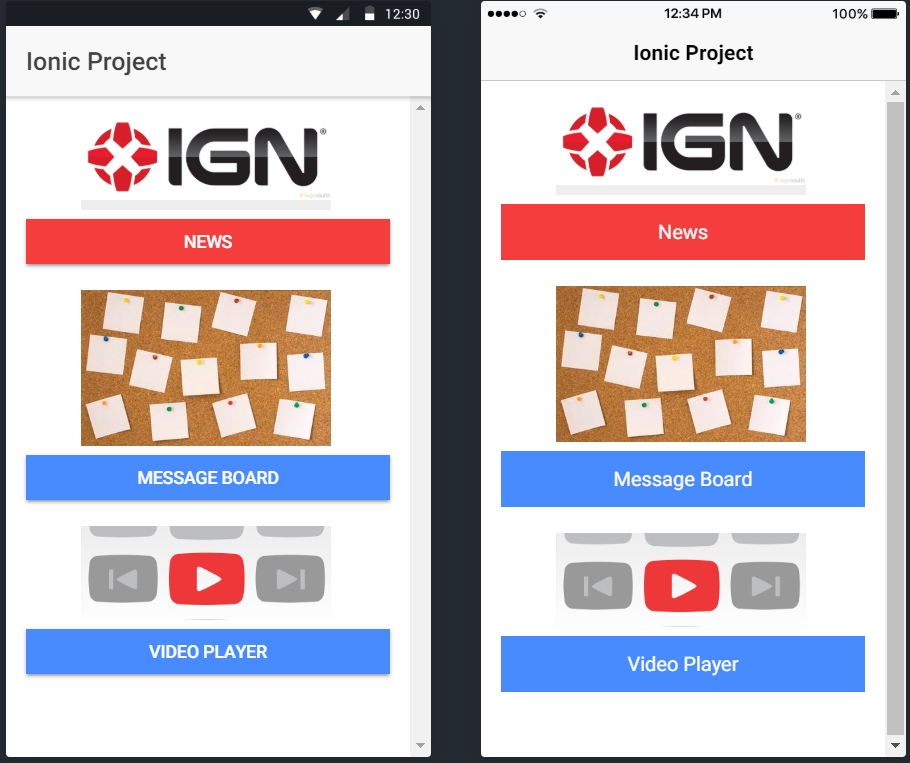 12:30
Ionic Project
IGN®
NEWS
MESSAGE BOARD
VIDEO PLAYER
12:34 PM 100%
Ionic Project
IGN®
News
Message Board
Video Player